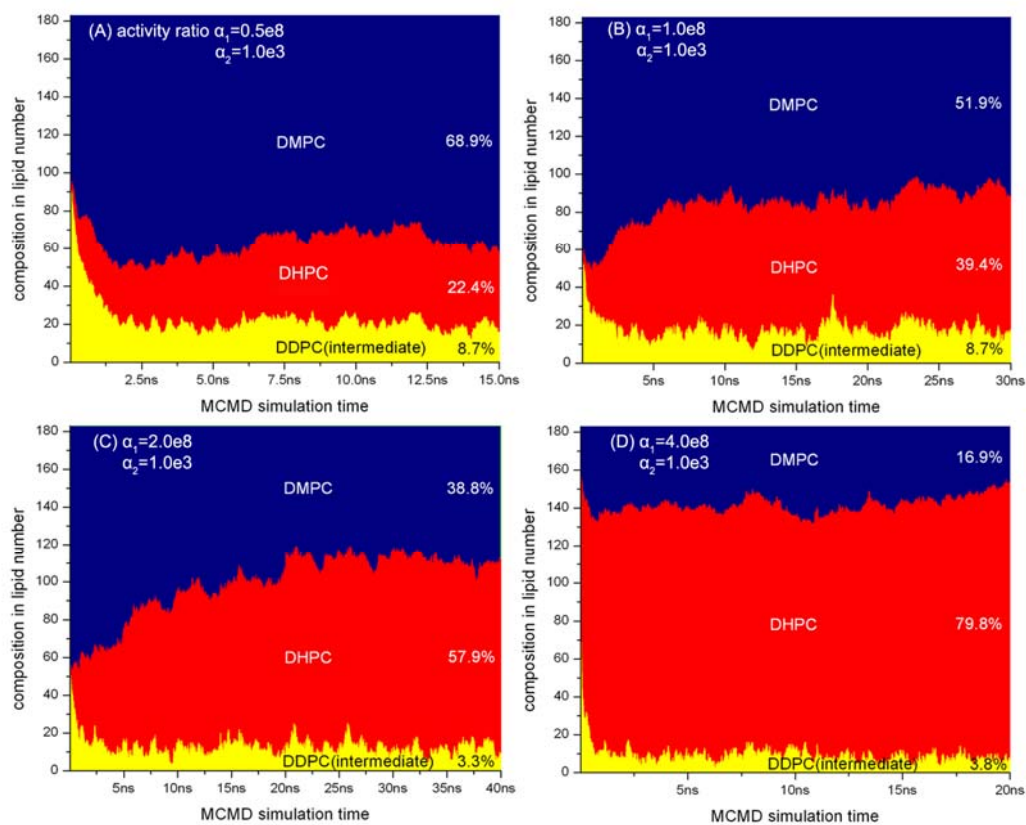 (A) activity ratio α1=0.5e8
α2=1.0e3
composition in lipid number
180
160
140
120
100
80
60
40
20
0
DMPC
68.9%
DHPC
22.4%
DDPC(intermediate)
8.7%
2.5ns 5.0ns 7.5ns 10.0ns 12.5ns 15.0ns
MCMD simulation time
(B) α1=1.0e8
α2=1.0e3
composition in lipid number
180
160
140
120
100
80
60
40
20
0
DMPC
51.9%
DHPC
39.4%
DDPC(intermediate)
8.7%
5ns 10ns 15ns 20ns 25ns 30ns
MCMD simulation time
(C) α1=2.0e8
α2=1.0e3
composition in lipid number
180
160
140
120
100
80
60
40
20
0
DMPC
38.8%
DHPC
57.9%
DDPC(intermediate)
3.3%
5ns 10ns 15ns 20ns 25ns 30ns 35ns 40ns
MCMD simulation time
(D) α1=4.0e8
α2=1.0e3
composition in lipid number
180
160
140
120
100
80
60
40
20
0
DMPC
16.9%
DHPC
79.8%
DDPC(intermediate)
3.8%
5ns 10ns 15ns 20ns
MCMD simulation time